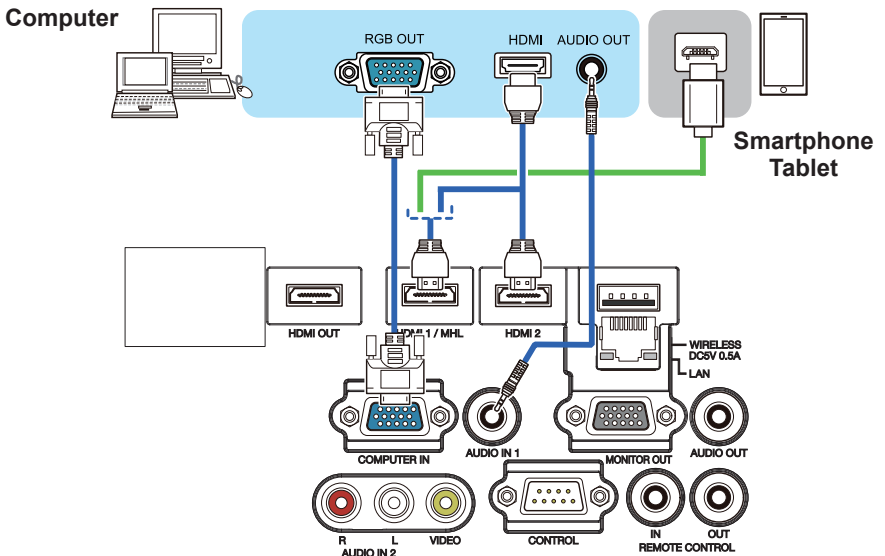 Computer
RGB OUT
HDMI
AUDIO OUT
Smartphone
Tablet
HDMI OUT
HDMI 1 / MHL
HDMI 2
WIRELESS
DC5V 0.5A
LAN
COMPUTER IN
AUDIO IN 1
MONITOR OUT
AUDIO OUT
R
L
VIDEO
AUDIO IN 2
CONTROL
IN
OUT
REMOTE CONTROL